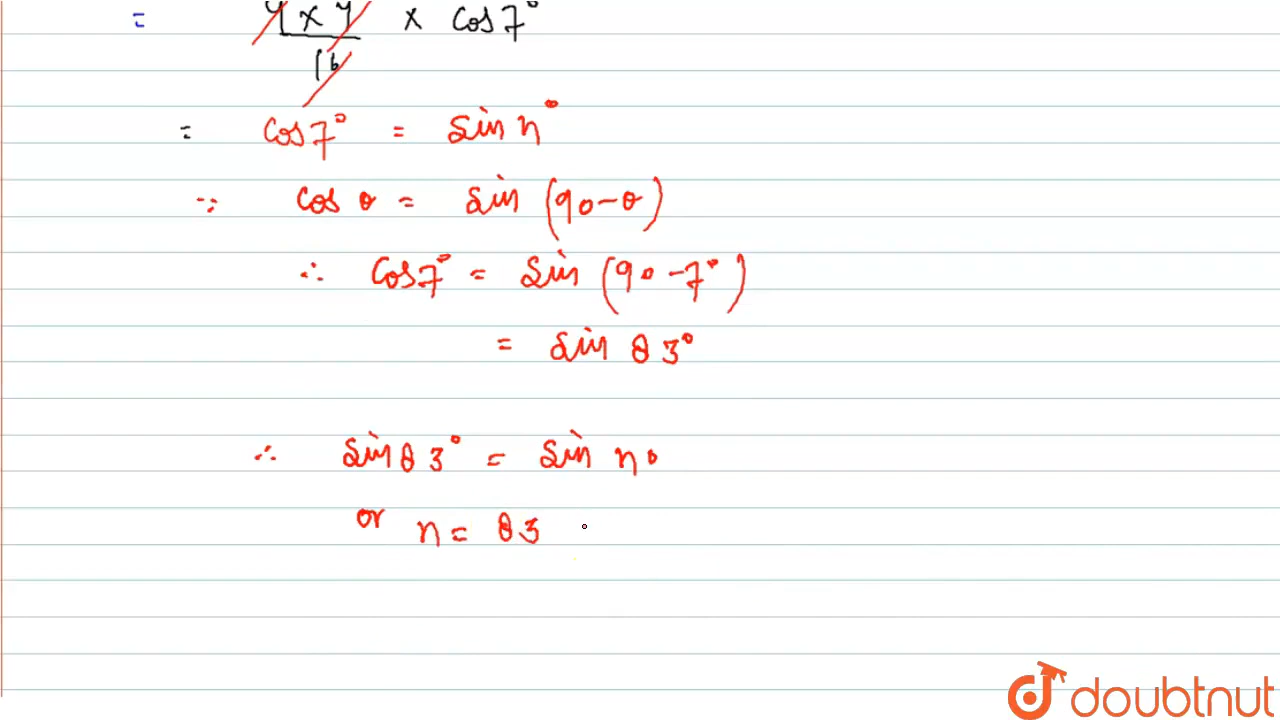 = 4 × 4 / 16 × cos 7°
= cos 7° = sin n°
∵ cos θ = sin (90 - θ)
∴ cos 7° = sin (90 - 7°)
= sin 83°
∴ sin 83° = sin n°
or n = 83
doubtnut